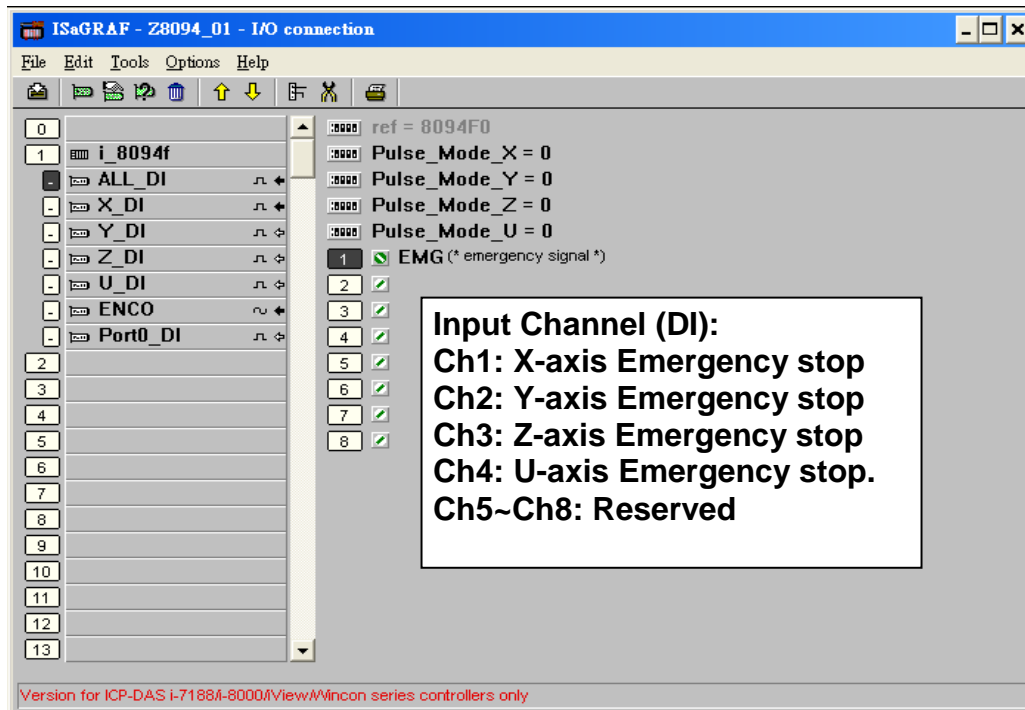 ISaGRAF - Z8094_01 - I/O connection
File Edit Tools Options Help
0
1 i_8094f
- ALL_DI
- X_DI
- Y_DI
- Z_DI
- U_DI
- ENCO
- Port0_DI
2
3
4
5
6
7
8
9
10
11
12
13
ref = 8094F0
Pulse_Mode_X = 0
Pulse_Mode_Y = 0
Pulse_Mode_Z = 0
Pulse_Mode_U = 0
1 EMG (* emergency signal *)
2
3
4
5
6
7
8
Input Channel (DI):
Ch1: X-axis Emergency stop
Ch2: Y-axis Emergency stop
Ch3: Z-axis Emergency stop
Ch4: U-axis Emergency stop.
Ch5~Ch8: Reserved
Version for ICP-DAS i-7188/i-8000/iView/Wincon series controllers only